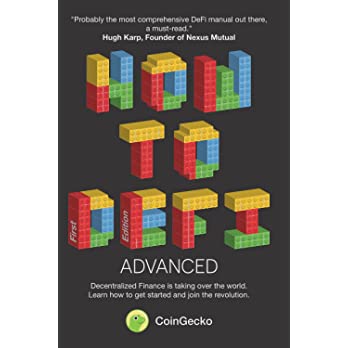 "Probably the most comprehensive DeFi manual out there,
a must-read."
Hugh Karp, Founder of Nexus Mutual
HOW
TO
DEFI
First Edition
ADVANCED
Decentralized Finance is taking over the world.
Learn how to get started and join the revolution.
CoinGecko